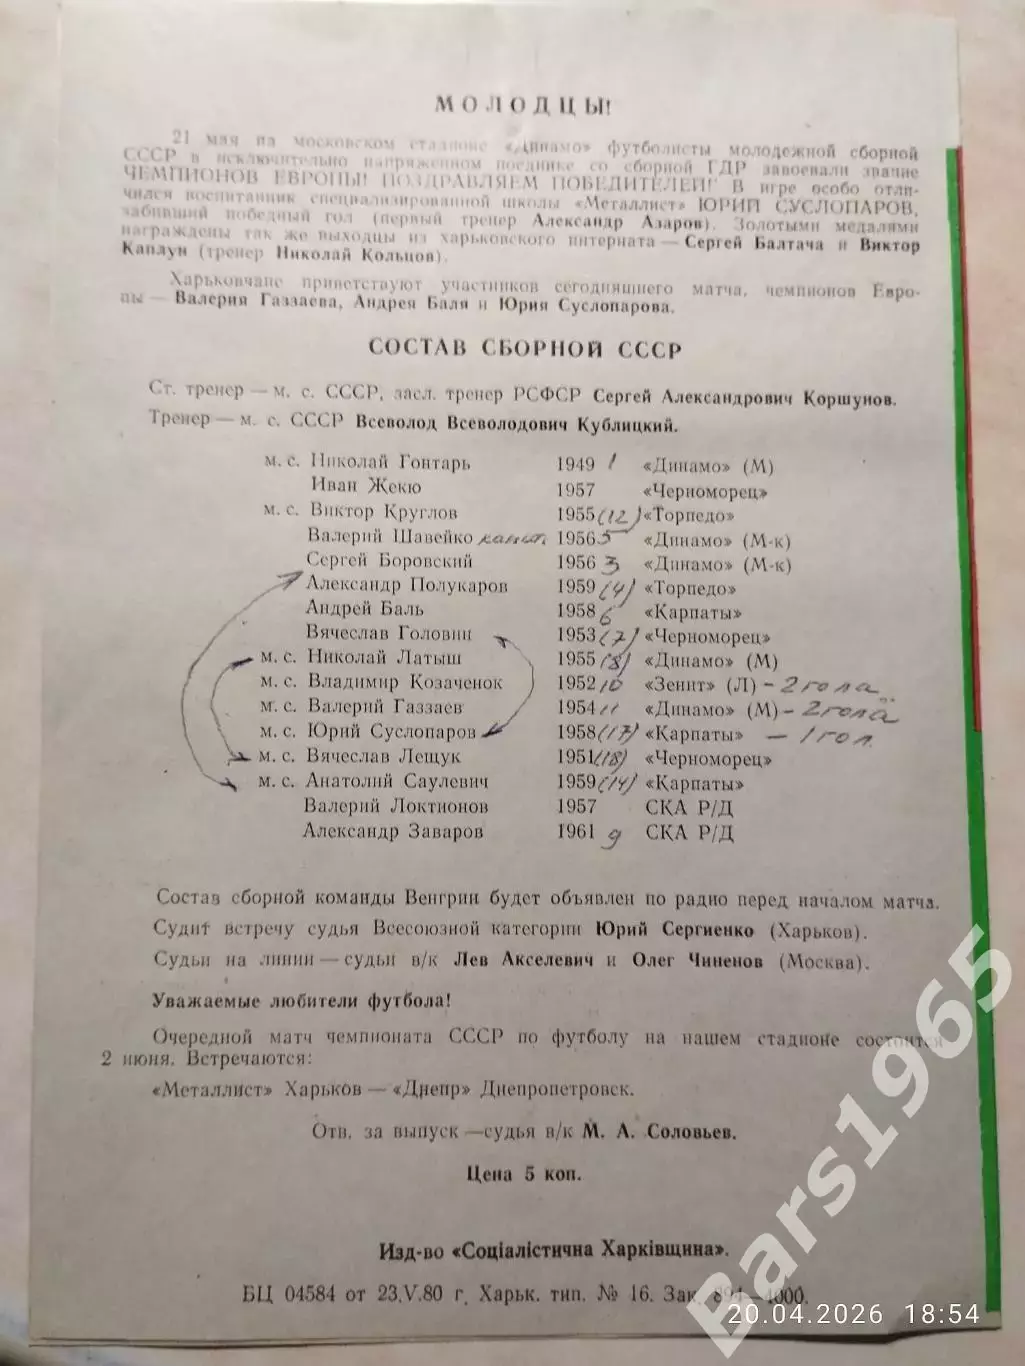 МОЛОДЦЫ!
21 мая на московском стадионе «Динамо» футболисты молодежной сборной
СССР в исключительно напряженном поединке со сборной ГДР завоевали звание
ЧЕМПИОНОВ ЕВРОПЫ! ПОЗДРАВЛЯЕМ ПОБЕДИТЕЛЕЙ! В игре особо отли-
чился воспитанник специализированной школы «Металлист» ЮРИЙ СУСЛОПАРОВ,
забивший победный гол (первый тренер Александр Азаров). Золотыми медалями
награждены так же выходцы из харьковского интерната — Сергей Балтача и Виктор
Каплун (тренер Николай Кольцов).
Харьковчане приветствуют участников сегодняшнего матча, чемпионов Евро-
пы — Валерия Газзаева, Андрея Баля и Юрия Суслопарова.
СОСТАВ СБОРНОЙ СССР
Ст. тренер — м. с. СССР, засл. тренер РСФСР Сергей Александрович Коршунов.
Тренер — м. с. СССР Всеволод Всеволодович Кублицкий.
м. с. Николай Гонтарь 1949 1 «Динамо» (М)
Иван Жекю 1957 «Черноморец»
м. с. Виктор Круглов 1955 (12) «Торпедо»
Валерий Шавейко капит. 1956 5 «Динамо» (М-к)
Сергей Боровский 1956 3 «Динамо» (М-к)
Александр Полукаров 1959 (4) «Торпедо»
Андрей Баль 1958 6 «Карпаты»
Вячеслав Головин 1953 (7) «Черноморец»
м. с. Николай Латыш 1955 (8) «Динамо» (М)
м. с. Владимир Козаченок 1952 10 «Зенит» (Л) - 2 гола
м. с. Валерий Газзаев 1954 11 «Динамо» (М) - 2 гола
м. с. Юрий Суслопаров 1958 (17) «Карпаты» - 1 гол.
м. с. Вячеслав Лещук 1951 (18) «Черноморец»
м. с. Анатолий Саулевич 1959 (14) «Карпаты»
Валерий Локтионов 1957 СКА Р/Д
Александр Заваров 1961 9 СКА Р/Д
Состав сборной команды Венгрии будет объявлен по радио перед началом матча.
Судит встречу судья Всесоюзной категории Юрий Сергиенко (Харьков).
Судьи на линии — судьи в/к Лев Акселевич и Олег Чиненов (Москва).
Уважаемые любители футбола!
Очередной матч чемпионата СССР по футболу на нашем стадионе состоится
2 июня. Встречаются:
«Металлист» Харьков — «Днепр» Днепропетровск.
Отв. за выпуск — судья в/к М. А. Соловьев.
Цена 5 коп.
Изд-во «Соціалістична Харківщина».
БЦ 04584 от 23.V.80 г. Харьк. тип. № 16. Зак. 894—4000.
Bars1965
20.04.2026 18:54